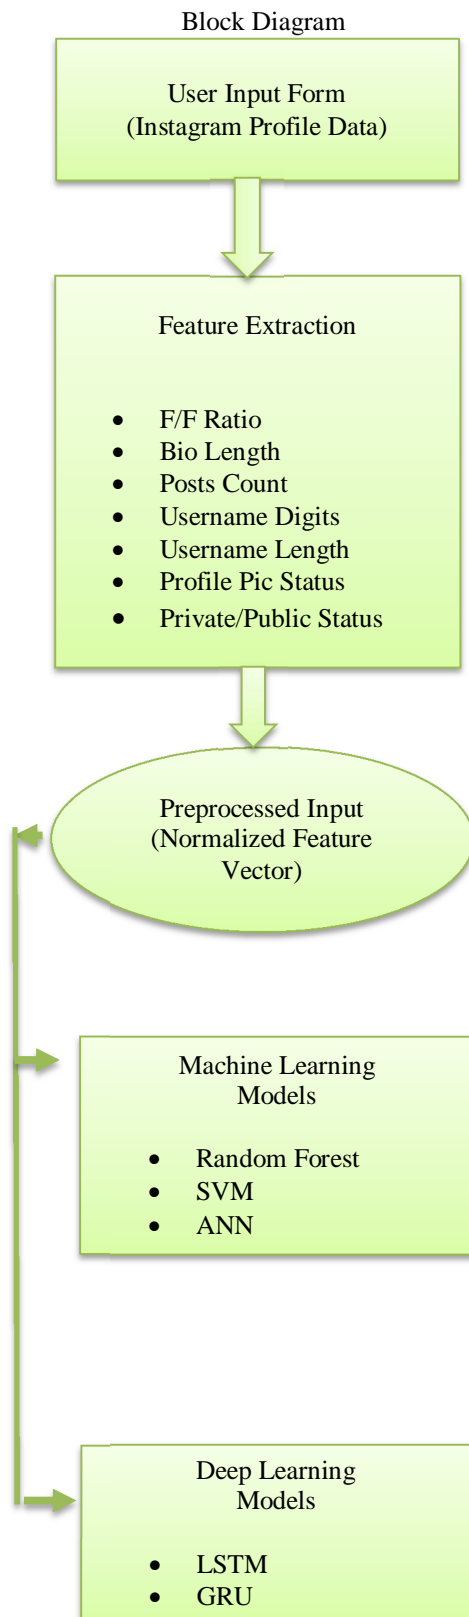 Block Diagram
User Input Form
(Instagram Profile Data)
Feature Extraction
• F/F Ratio
• Bio Length
• Posts Count
• Username Digits
• Username Length
• Profile Pic Status
• Private/Public Status
Preprocessed Input
(Normalized Feature
Vector)
Machine Learning
Models
• Random Forest
• SVM
• ANN
Deep Learning
Models
• LSTM
• GRU